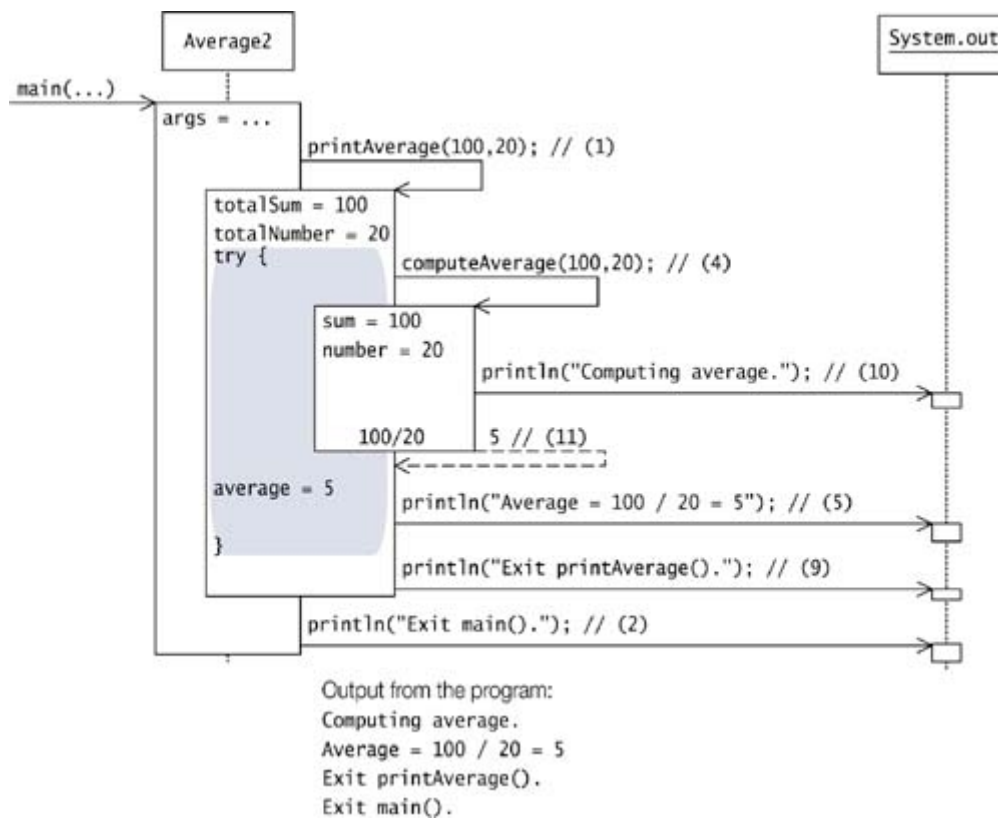 Average2
System.out
main(...)
args = ...
printAverage(100,20); // (1)
totalSum = 100
totalNumber = 20
try {
computeAverage(100,20); // (4)
sum = 100
number = 20
println("Computing average."); // (10)
100/20
5 // (11)
average = 5
println("Average = 100 / 20 = 5"); // (5)
}
println("Exit printAverage()."); // (9)
println("Exit main()."); // (2)
Output from the program:
Computing average.
Average = 100 / 20 = 5
Exit printAverage().
Exit main().